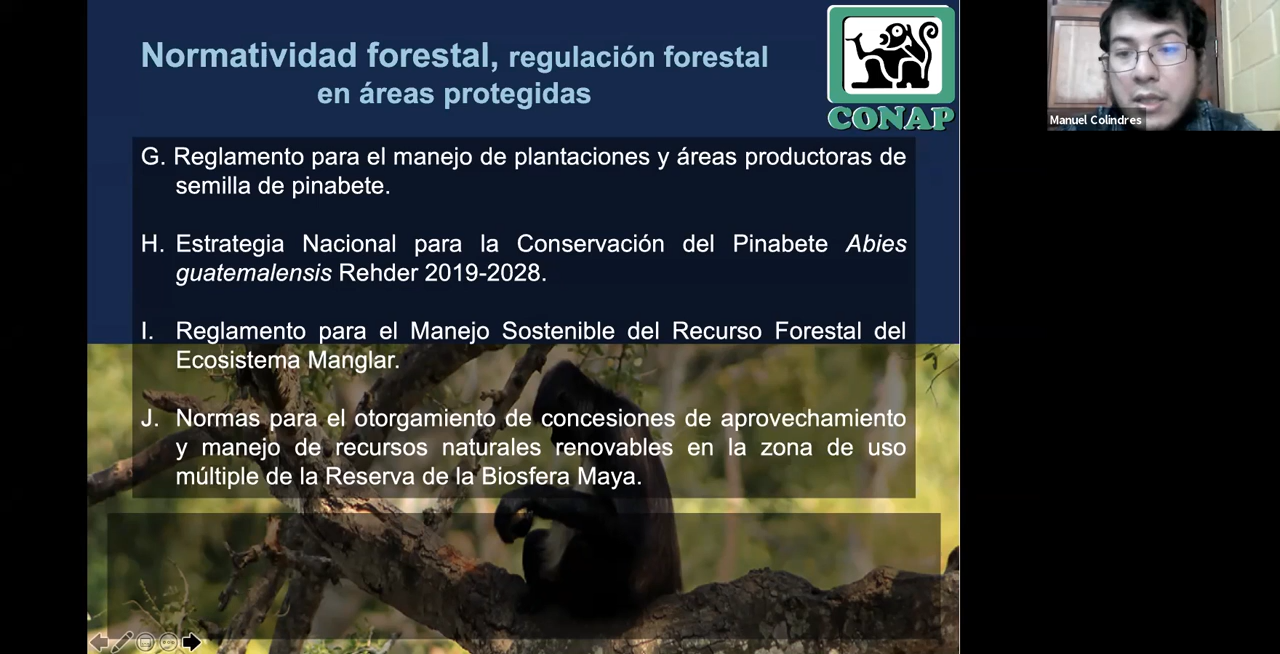 Normatividad forestal, regulación forestal
en áreas protegidas
CONAP
Manuel Colindres
G. Reglamento para el manejo de plantaciones y áreas productoras de
semilla de pinabete.
H. Estrategia Nacional para la Conservación del Pinabete Abies
guatemalensis Rehder 2019-2028.
I. Reglamento para el Manejo Sostenible del Recurso Forestal del
Ecosistema Manglar.
J. Normas para el otorgamiento de concesiones de aprovechamiento
y manejo de recursos naturales renovables en la zona de uso
múltiple de la Reserva de la Biosfera Maya.